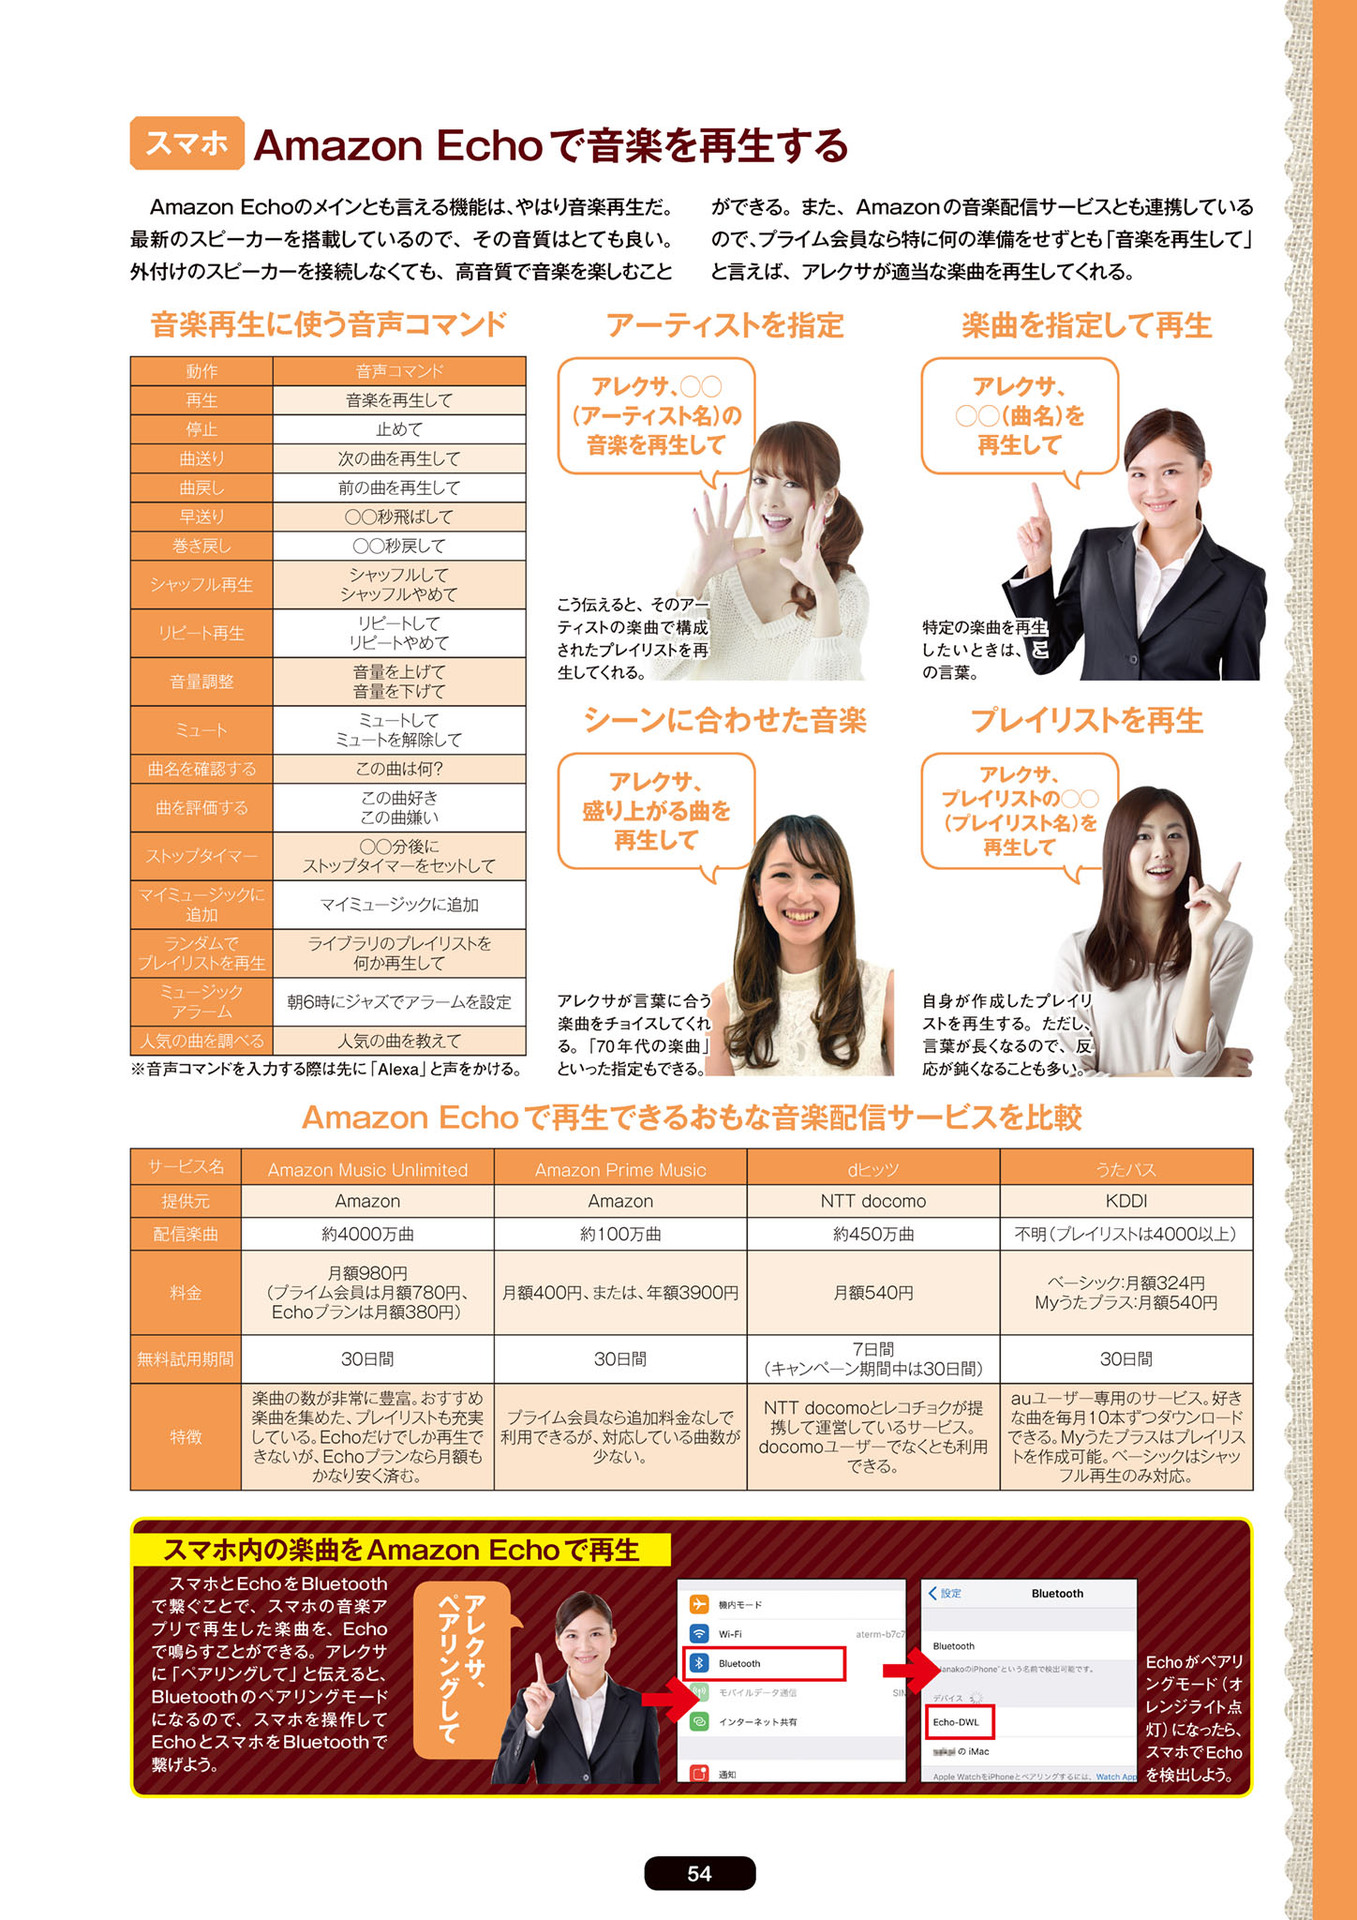 スマホ
Amazon Echoで音楽を再生する
Amazon Echoのメインとも言える機能は、やはり音楽再生だ。
最新のスピーカーを搭載しているので、その音質はとても良い。
外付けのスピーカーを接続しなくても、高音質で音楽を楽しむこと
ができる。また、Amazonの音楽配信サービスとも連携している
ので、プライム会員なら特に何の準備をせずとも「音楽を再生して」
と言えば、アレクサが適当な楽曲を再生してくれる。
音楽再生に使う音声コマンド
動作 音声コマンド
再生 音楽を再生して
停止 止めて
曲送り 次の曲を再生して
曲戻し 前の曲を再生して
早送り ○○秒飛ばして
巻き戻し ○○秒戻して
シャッフル再生 シャッフルして
シャッフルやめて
リピート再生 リピートして
リピートやめて
音量調整 音量を上げて
音量を下げて
ミュート ミュートして
ミュートを解除して
曲名を確認する この曲は何?
曲を評価する この曲好き
この曲嫌い
ストップタイマー ○○分後に
ストップタイマーをセットして
マイミュージックに
追加 マイミュージックに追加
ランダムで
プレイリストを再生 ライブラリのプレイリストを
何か再生して
ミュージック
アラーム 朝6時にジャズでアラームを設定
人気の曲を調べる 人気の曲を教えて
※音声コマンドを入力する際は先に「Alexa」と声をかける。
アーティストを指定
アレクサ、○○
(アーティスト名)の
音楽を再生して
こう伝えると、そのアー
ティストの楽曲で構成
されたプレイリストを再
生してくれる。
楽曲を指定して再生
アレクサ、
○○(曲名)を
再生して
特定の楽曲を再生
したいときは、こ
の言葉。
シーンに合わせた音楽
アレクサ、
盛り上がる曲を
再生して
アレクサが言葉に合う
楽曲をチョイスしてくれ
る。「70年代の楽曲」
といった指定もできる。
プレイリストを再生
アレクサ、
プレイリストの○○
(プレイリスト名)を
再生して
自身が作成したプレイリ
ストを再生する。ただし、
言葉が長くなるので、反
応が鈍くなることも多い。
Amazon Echoで再生できるおもな音楽配信サービスを比較
サービス名 Amazon Music Unlimited Amazon Prime Music dヒッツ うたパス
提供元 Amazon Amazon NTT docomo KDDI
配信楽曲 約4000万曲 約100万曲 約450万曲 不明(プレイリストは4000以上)
料金 月額980円
(プライム会員は月額780円、
Echoプランは月額380円)
月額400円、または、年額3900円
月額540円
ベーシック:月額324円
Myうたプラス:月額540円
無料試用期間 30日間 30日間 7日間
(キャンペーン期間中は30日間)
30日間
特徴
楽曲の数が非常に豊富。おすすめ
楽曲を集めた、プレイリストも充実
している。Echoだけでしか再生で
きないが、Echoプランなら月額も
かなり安く済む。
プライム会員なら追加料金なしで
利用できるが、対応している曲数が
少ない。
NTT docomoとレコチョクが提
携して運営しているサービス。
docomoユーザーでなくとも利用
できる。
auユーザー専用のサービス。好き
な曲を毎月10本ずつダウンロード
できる。Myうたプラスはプレイリス
トを作成可能。ベーシックはシャッ
フル再生のみ対応。
スマホ内の楽曲をAmazon Echoで再生
スマホとEchoをBluetooth
で繋ぐことで、スマホの音楽ア
プリで再生した楽曲を、Echo
で鳴らすことができる。アレクサ
に「ペアリングして」と伝えると、
Bluetoothのペアリングモード
になるので、スマホを操作して
EchoとスマホをBluetoothで
繋げよう。
アレクサ、
ペアリングして
機内モード
Wi-Fi aterm-b7c7
Bluetooth
モバイルデータ通信 SIM
インターネット共有
通知
設定 Bluetooth
Bluetooth
anakoのiPhone"という名前で検出可能です。
デバイス
Echo-DWL
の iMac
Apple WatchをiPhoneとペアリングするには、Watch App
Echoがペアリ
ングモード(オ
レンジライト点
灯)になったら、
スマホでEcho
を検出しよう。
54